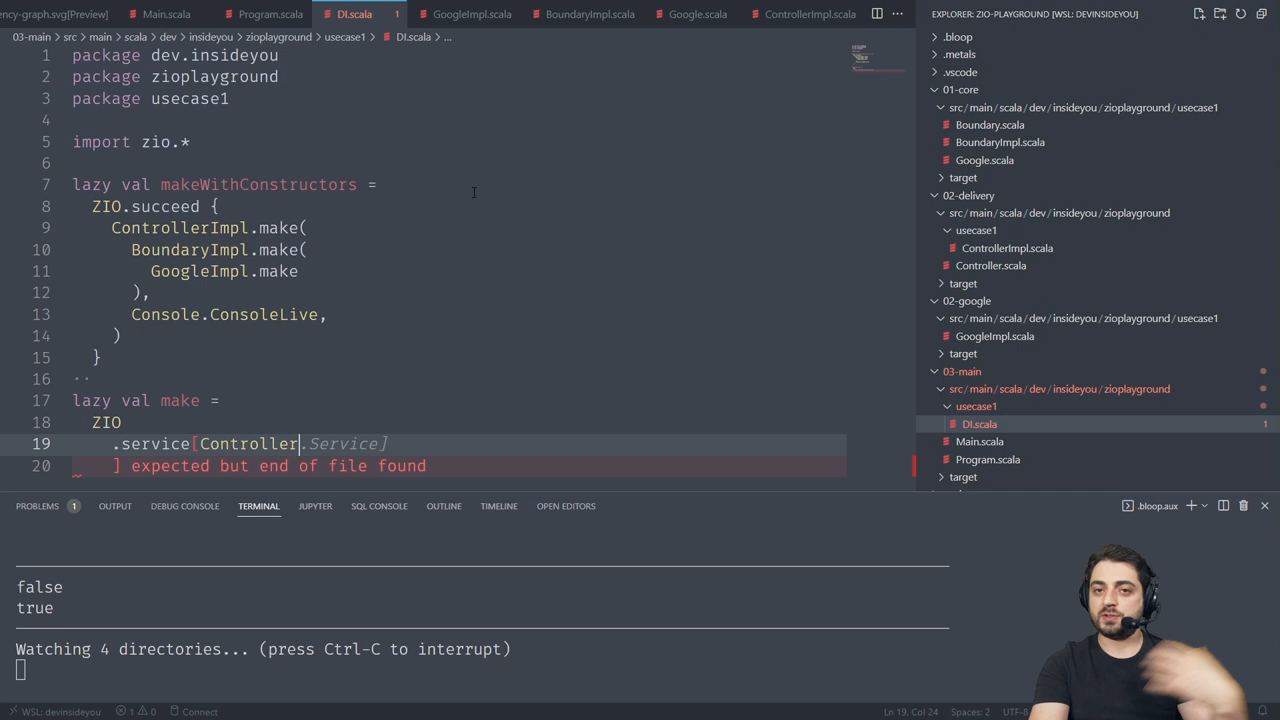 ency-graph.svg[Preview] Main.scala Program.scala DI.scala 1 GoogleImpl.scala BoundaryImpl.scala Google.scala ControllerImpl.scala
03-main > src > main > scala > dev > insideyou > zioplayground > usecase1 > DI.scala > ...
1 package dev.insideyou
2 package zioplayground
3 package usecase1
4
5 import zio.*
6
7 lazy val makeWithConstructors =
8 ZIO.succeed {
9 ControllerImpl.make(
10 BoundaryImpl.make(
11 GoogleImpl.make
12 ),
13 Console.ConsoleLive,
14 )
15 }
16
17 lazy val make =
18 ZIO
19 .service[Controller.Service]
20 ] expected but end of file found
EXPLORER: ZIO-PLAYGROUND [WSL: DEVINSIDEYOU]
.bloop
.metals
.vscode
01-core
src/main/scala/dev/insideyou/zioplayground/usecase1
Boundary.scala
BoundaryImpl.scala
Google.scala
target
02-delivery
src/main/scala/dev/insideyou/zioplayground
usecase1
ControllerImpl.scala
Controller.scala
target
02-google
src/main/scala/dev/insideyou/zioplayground/usecase1
GoogleImpl.scala
target
03-main
src/main/scala/dev/insideyou/zioplayground
usecase1
DI.scala 1
Main.scala
Program.scala
target
PROBLEMS 1 OUTPUT DEBUG CONSOLE TERMINAL JUPYTER SQL CONSOLE OUTLINE TIMELINE OPEN EDITORS
.bloop.aux
false
true
Watching 4 directories... (press Ctrl-C to interrupt)
WSL: devinsideyou 1 0 Connect Ln 19, Col 24 Spaces: 2 UTF-8